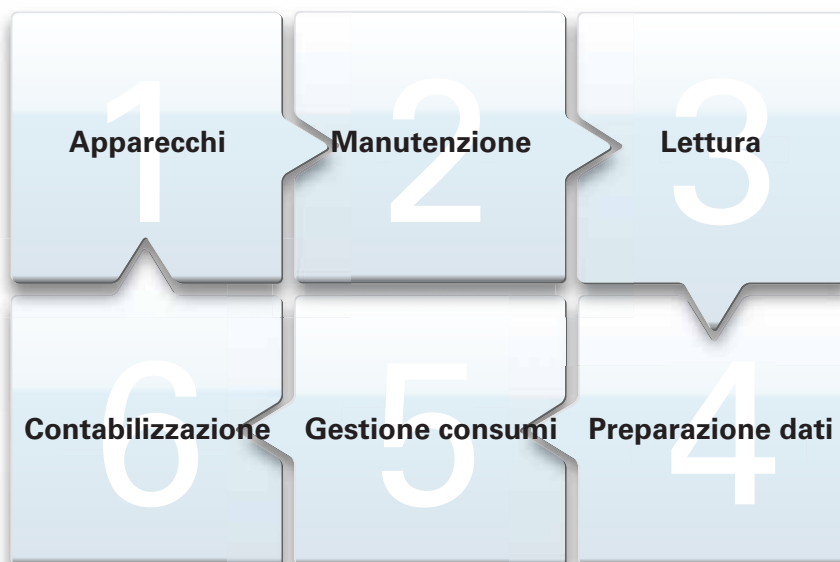 1
Apparecchi
2
Manutenzione
3
Lettura
4
Preparazione dati
5
Gestione consumi
6
Contabilizzazione